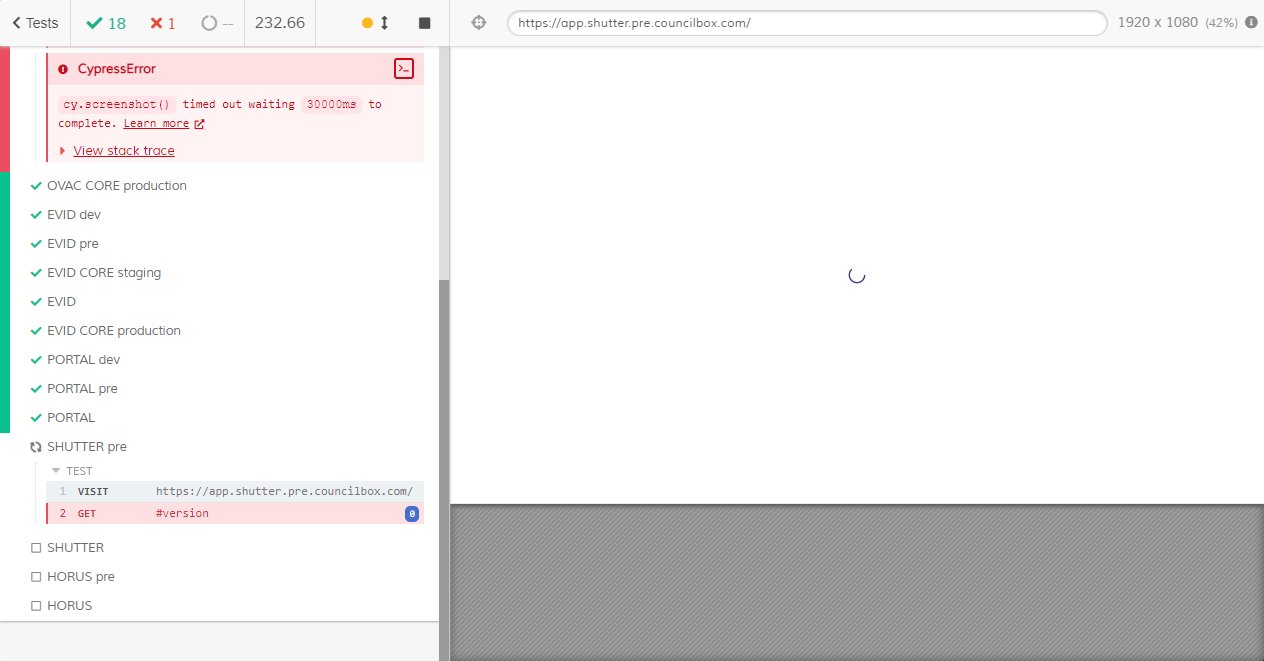 Tests 18 1 -- 232.66 https://app.shutter.pre.councilbox.com/ 1920 x 1080 (42%)
CypressError
cy.screenshot() timed out waiting 30000ms to
complete. Learn more
View stack trace
OVAC CORE production
EVID dev
EVID pre
EVID CORE staging
EVID
EVID CORE production
PORTAL dev
PORTAL pre
PORTAL
SHUTTER pre
TEST
1 VISIT https://app.shutter.pre.councilbox.com/
2 GET #version 0
SHUTTER
HORUS pre
HORUS